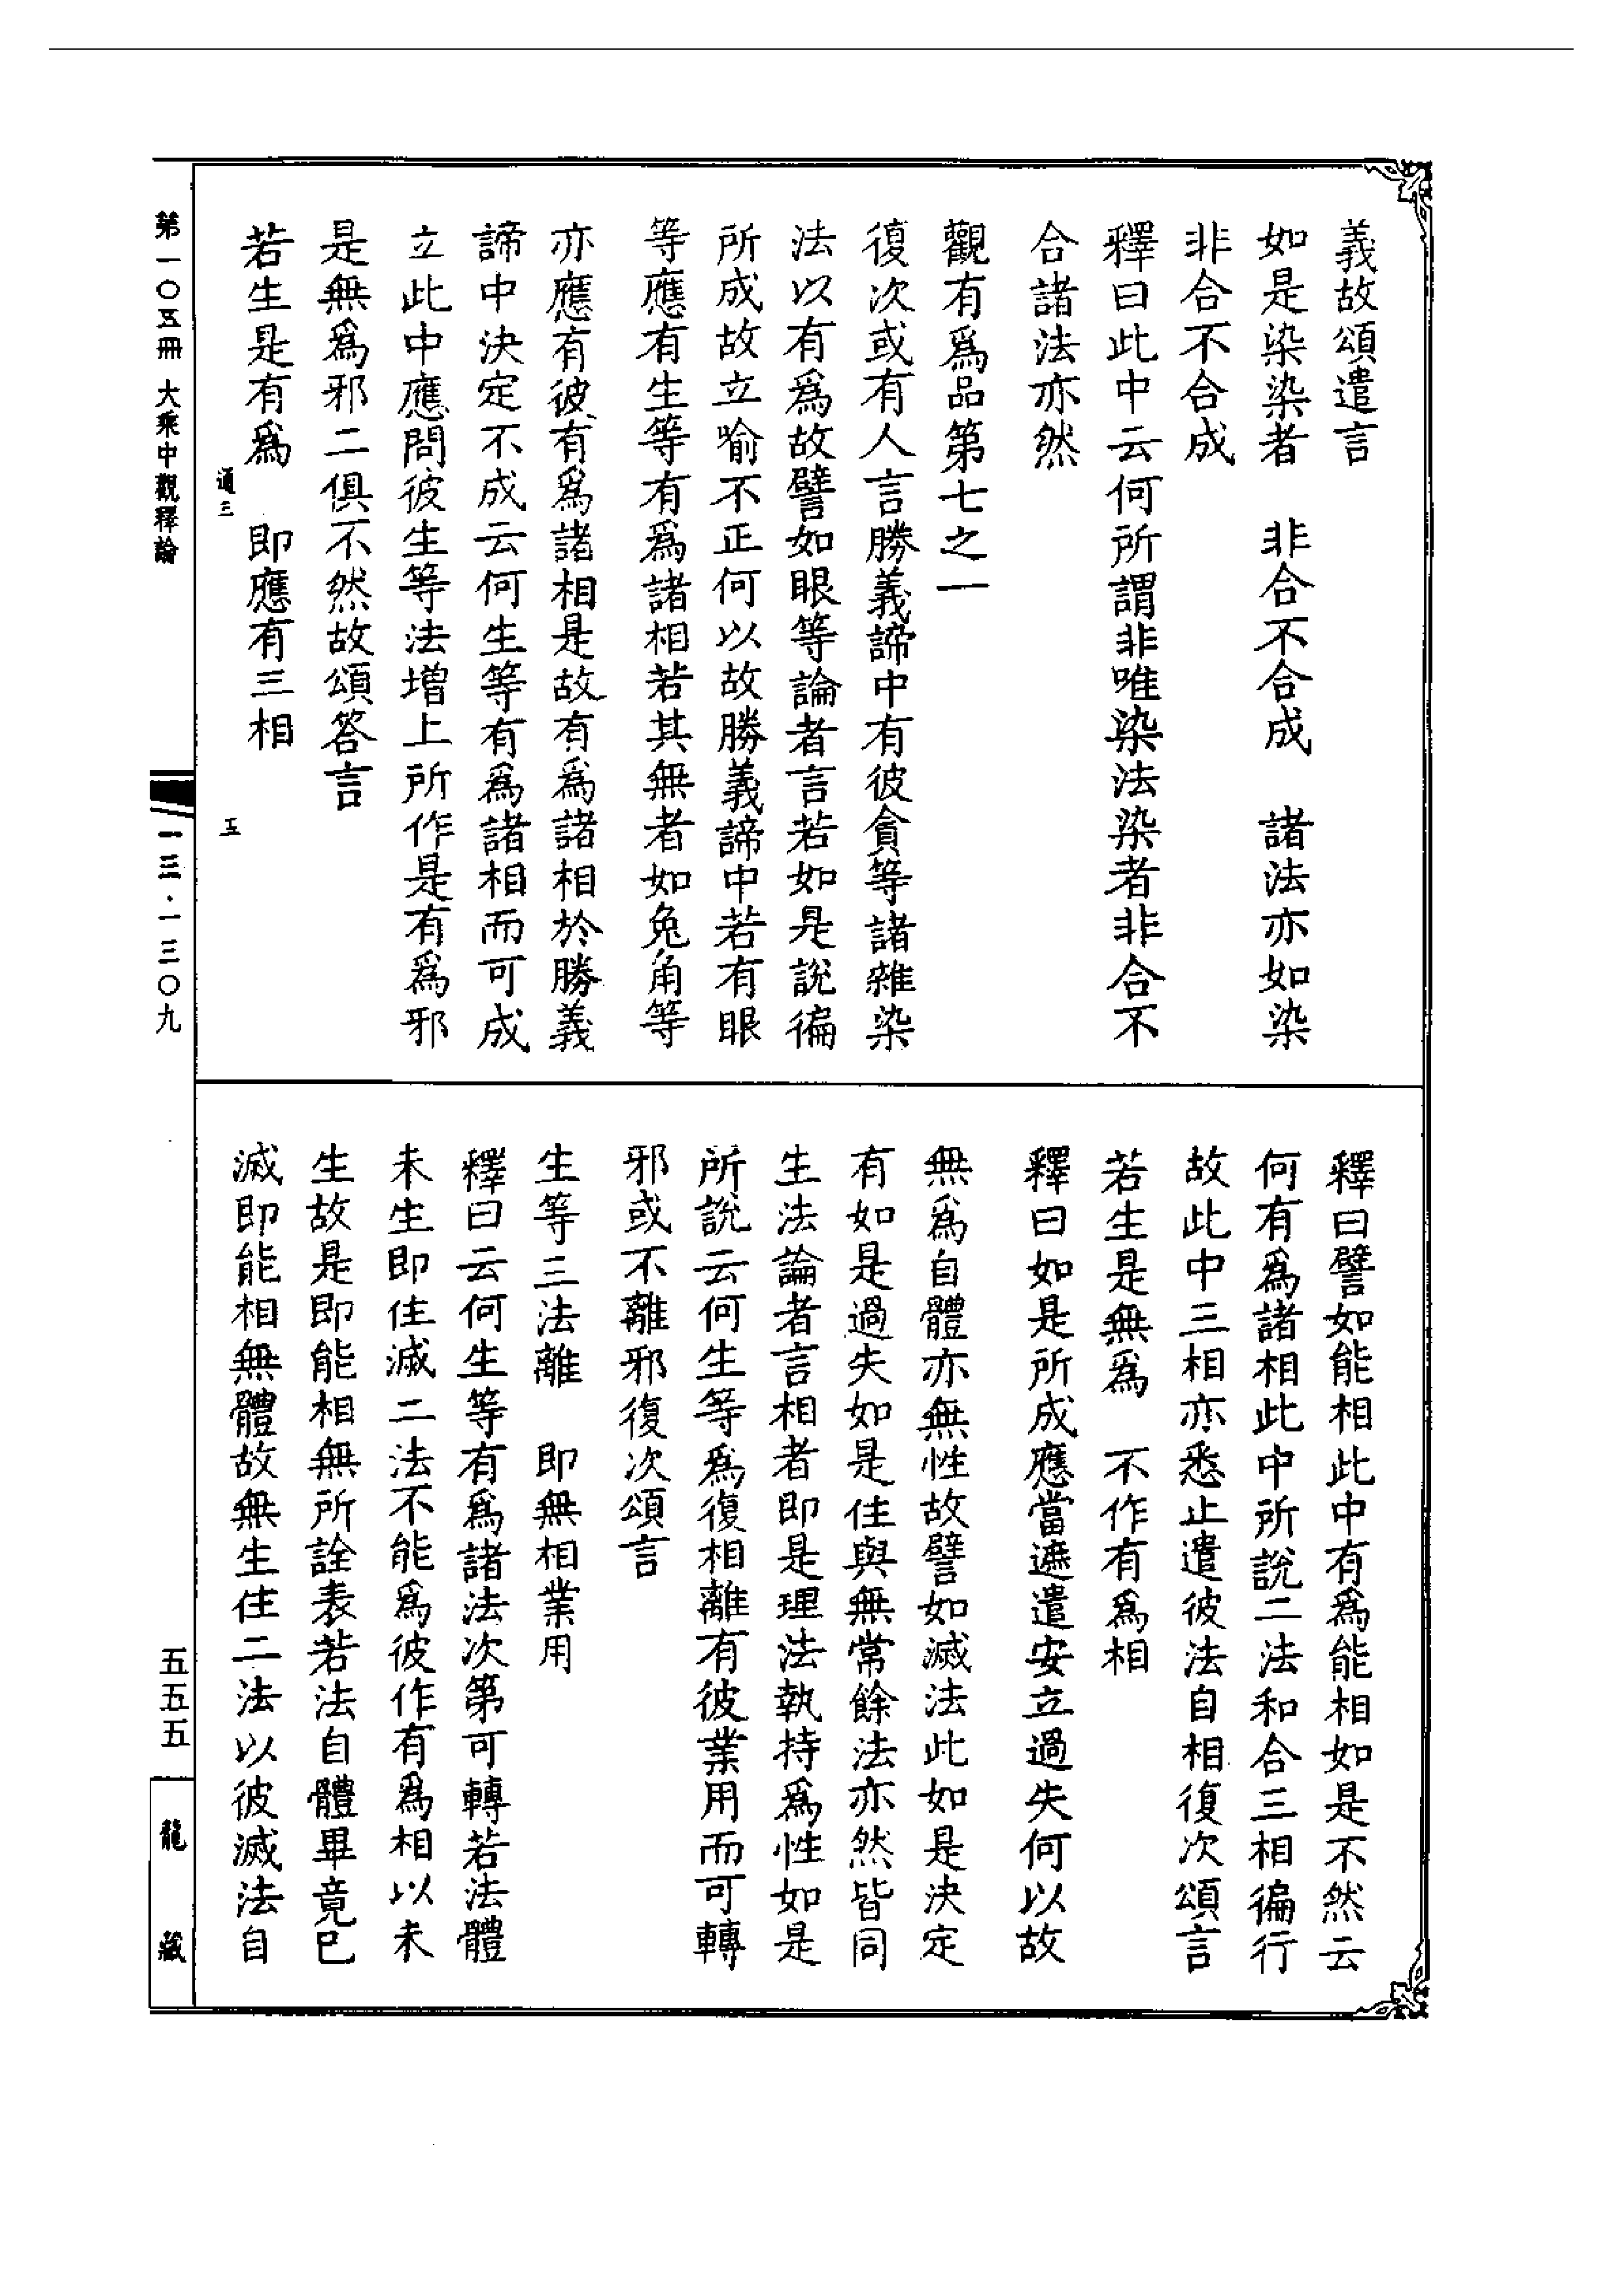 義故頌遣言
如是染染者　非合不合成　諸法亦如染
非合不合成
釋曰此中云何所謂非唯染法染者非合不
合諸法亦然
觀有爲品第七之一
復次或有人言勝義諦中有彼貪等諸雜染
法以有爲故譬如眼等論者言若如是說徧
所成故立喻不正何以故勝義諦中若有眼
等應有生等有爲諸相若其無者如兔角等
亦應有彼有爲諸相是故有爲諸相於勝義
諦中決定不成云何生等有爲諸相而可成
立此中應問彼生等法增上所作是有爲邪
是無爲邪二俱不然故頌答言
若生是有爲　即應有三相
釋曰譬如能相此中有爲能相如是不然云
何有爲諸相此中所說二法和合三相徧行
故此中三相亦悉止遣彼法自相復次頌言
若生是無爲　不作有爲相
釋曰如是所成應當遮遣安立過失何以故
無爲自體亦無性故譬如滅法此如是決定
有如是過失如是住與無常餘法亦然皆同
生法論者言相者即是理法執持爲性如是
所說云何生等爲復相離有彼業用而可轉
邪或不離邪復次頌言
生等三法離　即無相業用
釋曰云何生等有爲諸法次第可轉若法體
未生即住滅二法不能爲彼作有爲相以未
生故是即能相無所詮表若法自體畢竟已
滅即能相無體故無生住二法以彼滅法自
第一〇五冊 大乘中觀釋論
通三
五
一三·一三〇九
五五五
龍藏